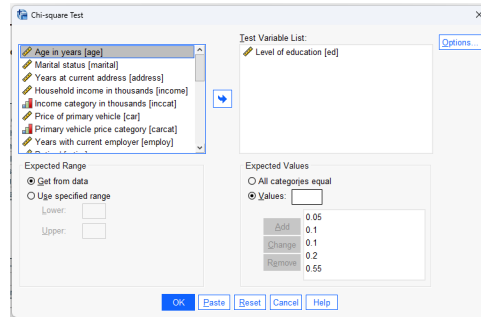 Chi-square Test
Test Variable List:
Options...
Age in years [age]
Marital status [marital]
Years at current address [address]
Household income in thousands [income]
Income category in thousands [inccat]
Price of primary vehicle [car]
Primary vehicle price category [carcat]
Years with current employer [employ]
Level of education [ed]
Expected Range
Get from data
Use specified range
Lower:
Upper:
Expected Values
All categories equal
Values:
Add
Change
Remove
0.05
0.1
0.1
0.2
0.55
OK Paste Reset Cancel Help